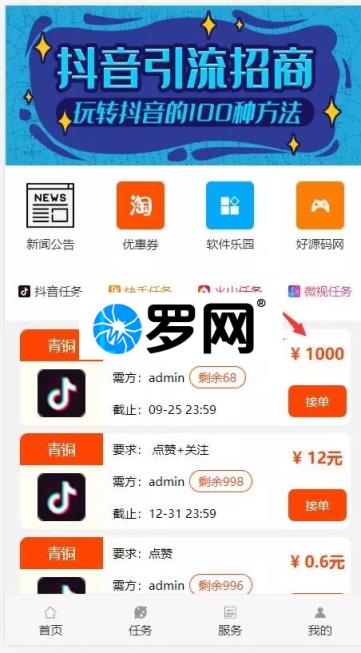 抖音引流招商
玩转抖音的100种方法
NEWS
淘
新闻公告
优惠券
软件乐园
好源码网
抖音任务
快手任务
火山任务
微视任务
罗网®
青铜
¥ 1000
需方: admin 剩余68
接单
截止: 09-25 23:59
青铜
要求: 点赞+关注
¥ 12元
需方: admin 剩余998
接单
截止: 12-31 23:59
青铜
要求: 点赞
¥ 0.6元
需方: admin 剩余996
接单
首页
任务
服务
我的